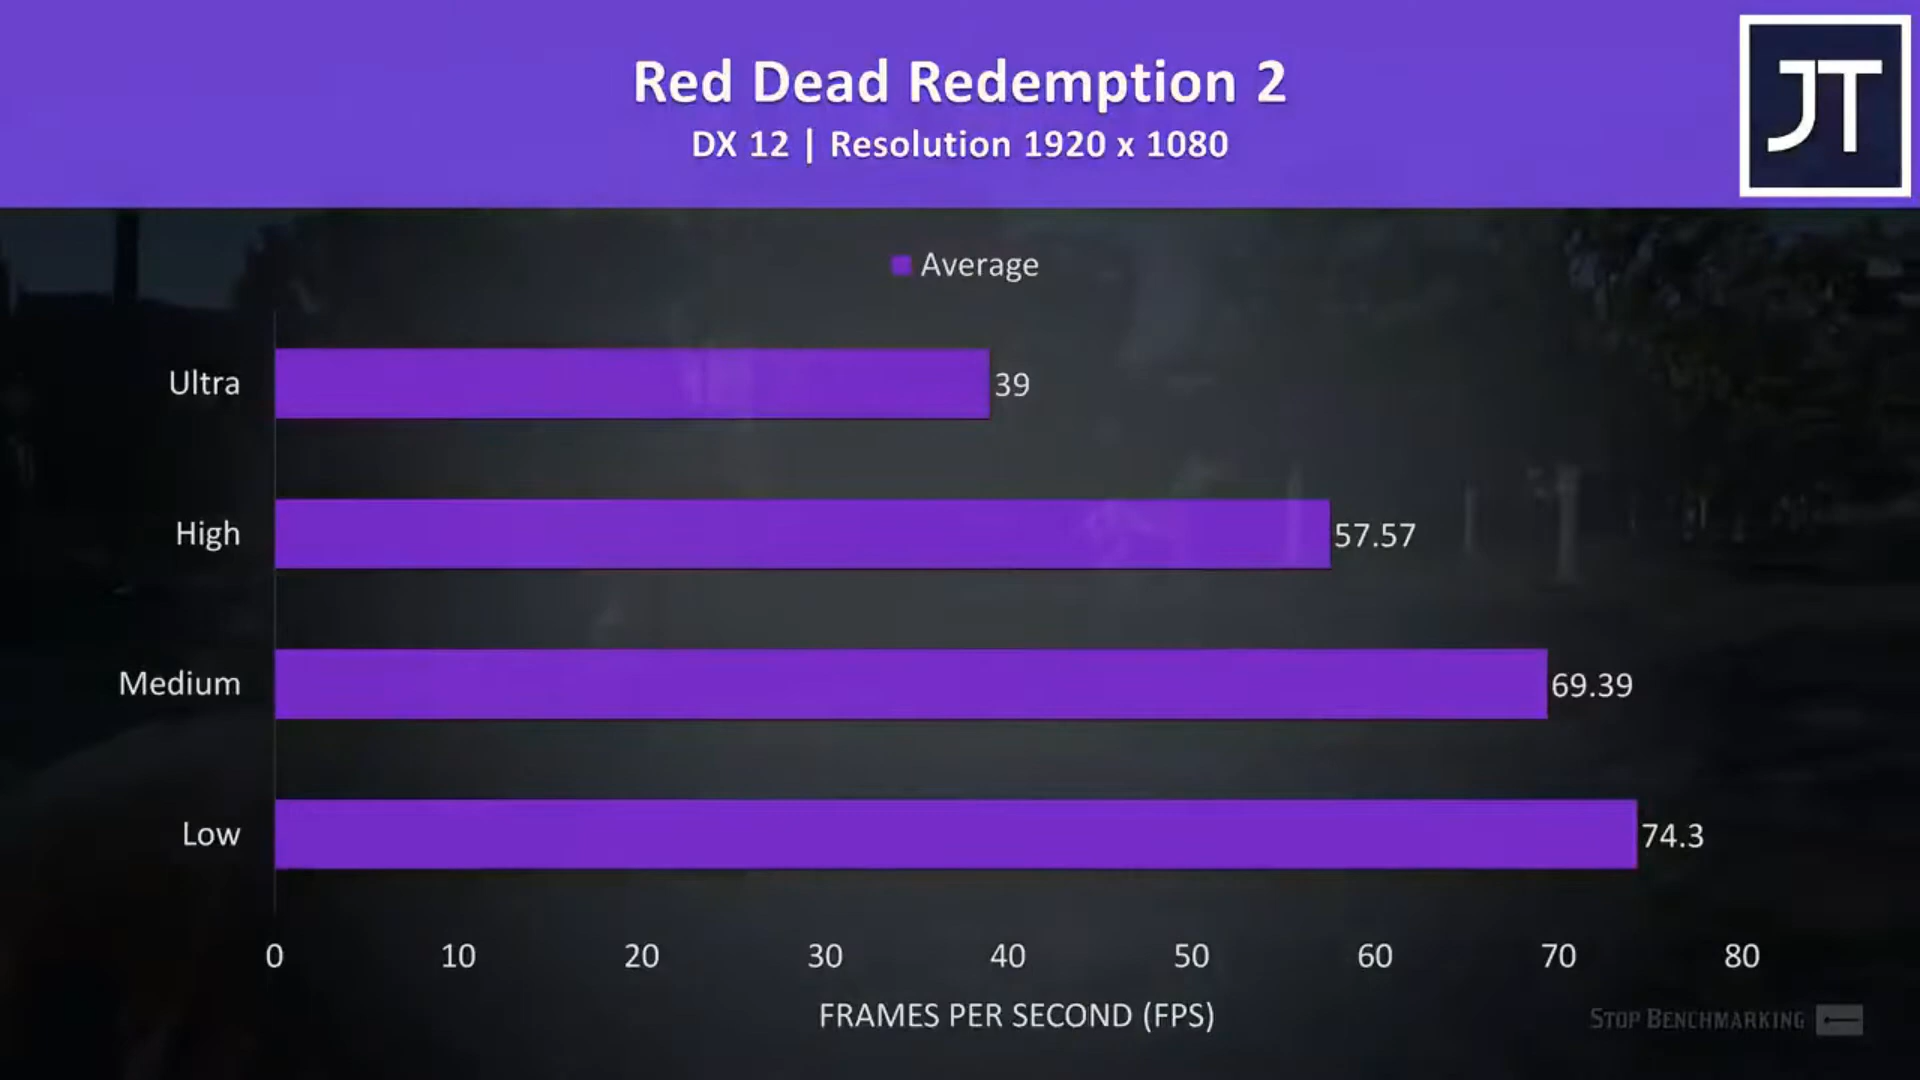 Red Dead Redemption 2
DX 12 | Resolution 1920 x 1080
JT
Average
Ultra 39
High 57.57
Medium 69.39
Low 74.3
0 10 20 30 40 50 60 70 80
FRAMES PER SECOND (FPS)
STOP BENCHMARKING